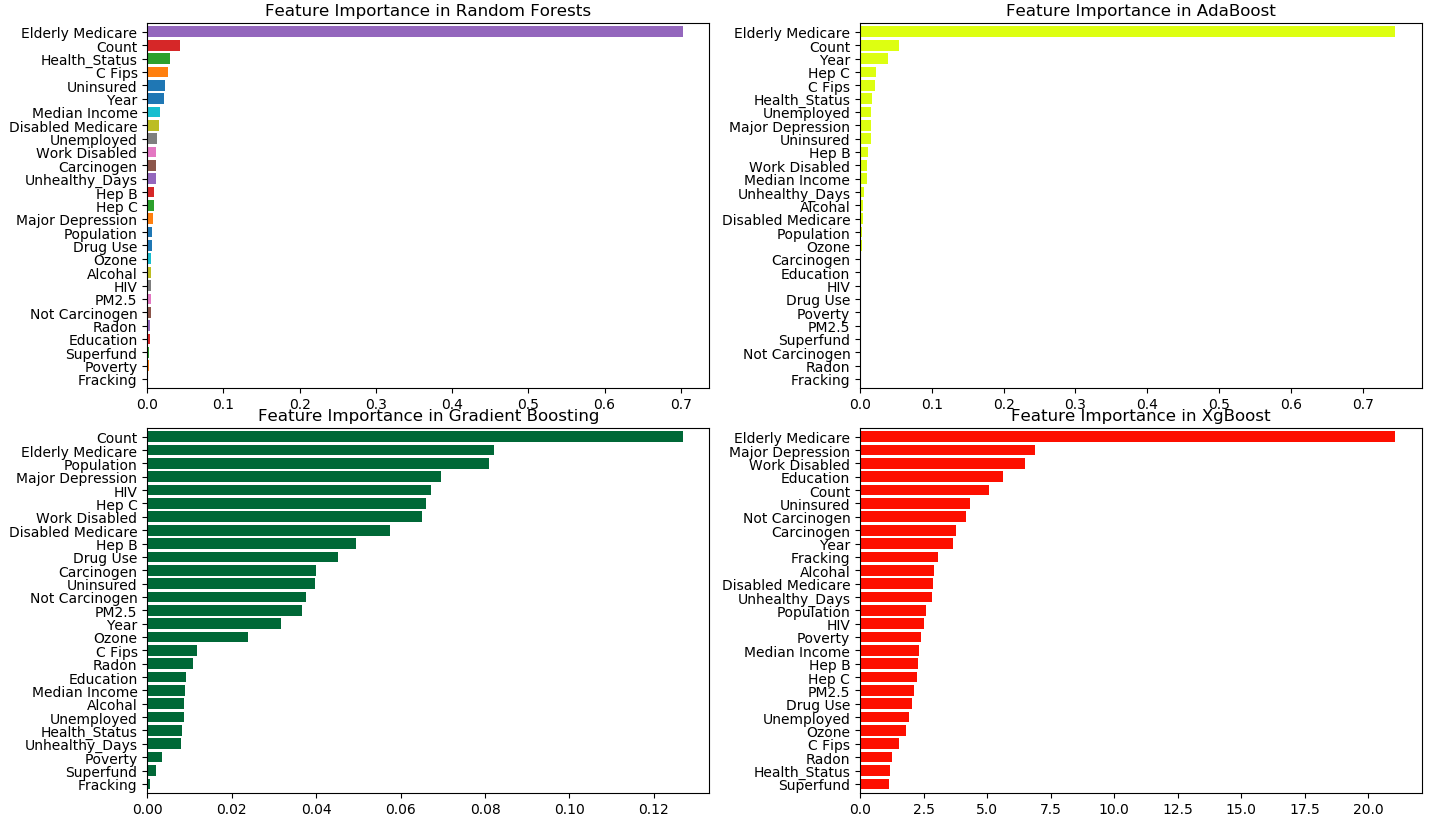 Feature Importance in Random Forests
Elderly Medicare
Count
Health_Status
C Fips
Uninsured
Year
Median Income
Disabled Medicare
Unemployed
Work Disabled
Carcinogen
Unhealthy_Days
Hep B
Hep C
Major Depression
Population
Drug Use
Ozone
Alcohal
HIV
PM2.5
Not Carcinogen
Radon
Education
Superfund
Poverty
Fracking
0.0 0.1 0.2 0.3 0.4 0.5 0.6 0.7
Feature Importance in AdaBoost
Elderly Medicare
Count
Year
Hep C
C Fips
Health_Status
Unemployed
Major Depression
Uninsured
Hep B
Work Disabled
Median Income
Unhealthy_Days
Alcohal
Disabled Medicare
Population
Ozone
Carcinogen
Education
HIV
Drug Use
Poverty
PM2.5
Superfund
Not Carcinogen
Radon
Fracking
0.0 0.1 0.2 0.3 0.4 0.5 0.6 0.7
Feature Importance in Gradient Boosting
Count
Elderly Medicare
Population
Major Depression
HIV
Hep C
Work Disabled
Disabled Medicare
Hep B
Drug Use
Carcinogen
Uninsured
Not Carcinogen
PM2.5
Year
Ozone
C Fips
Radon
Education
Median Income
Alcohal
Unemployed
Health_Status
Unhealthy_Days
Poverty
Superfund
Fracking
0.00 0.02 0.04 0.06 0.08 0.10 0.12
Feature Importance in XgBoost
Elderly Medicare
Major Depression
Work Disabled
Education
Count
Uninsured
Not Carcinogen
Carcinogen
Year
Fracking
Alcohal
Disabled Medicare
Unhealthy_Days
Population
HIV
Poverty
Median Income
Hep B
Hep C
PM2.5
Drug Use
Unemployed
Ozone
C Fips
Radon
Health_Status
Superfund
0.0 2.5 5.0 7.5 10.0 12.5 15.0 17.5 20.0